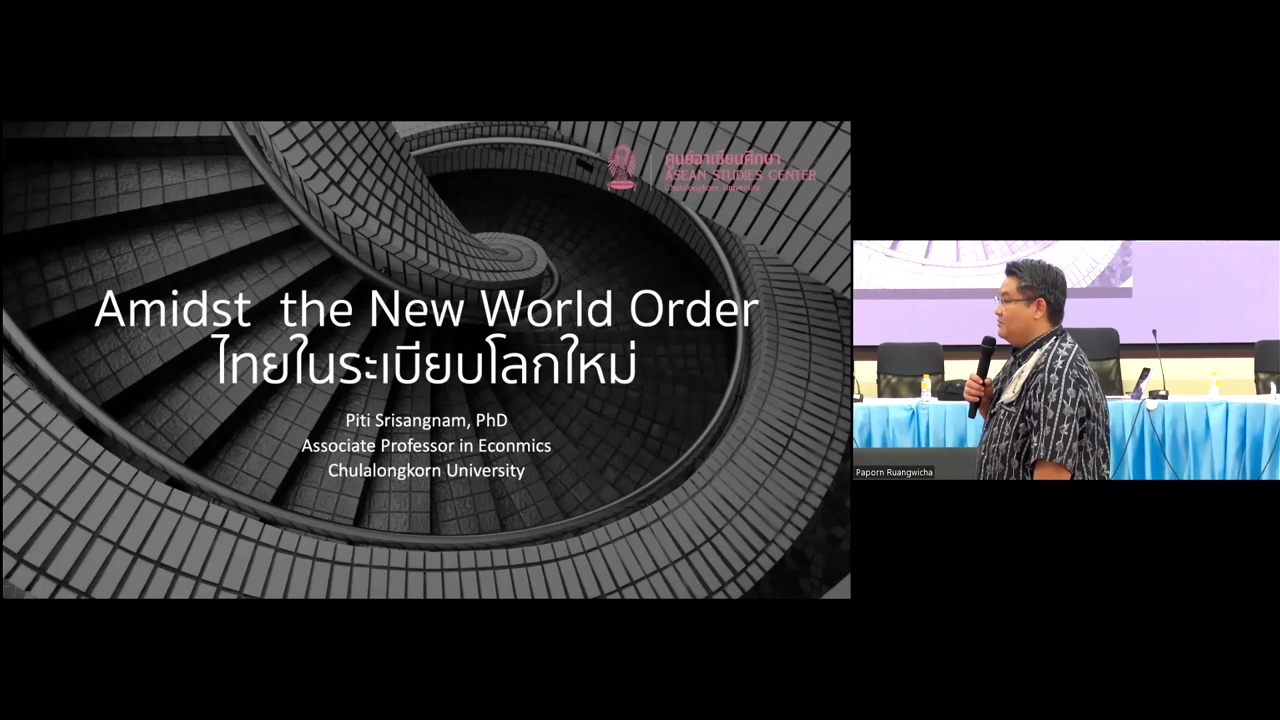 ศูนย์อาเซียนศึกษา
ASEAN STUDIES CENTER
Chulalongkorn University
Amidst the New World Order
ไทยในระเบียบโลกใหม่
Piti Srisangnam, PhD
Associate Professor in Econmics
Chulalongkorn University
Paporn Ruangwicha